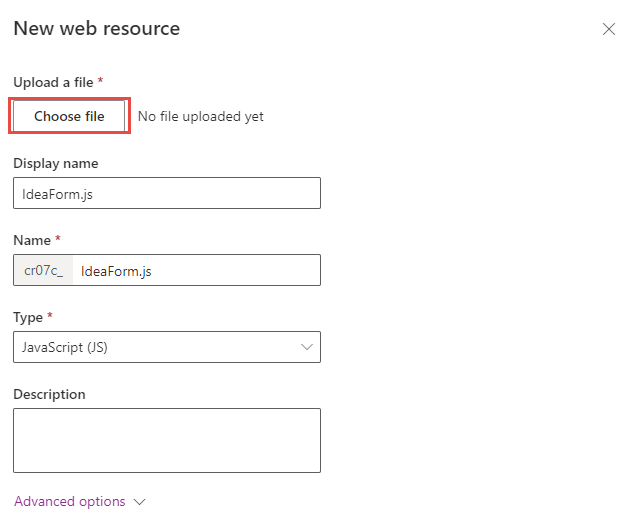 New web resource
Upload a file *
Choose file No file uploaded yet
Display name
IdeaForm.js
Name *
cr07c_ IdeaForm.js
Type *
JavaScript (JS)
Description
Advanced options